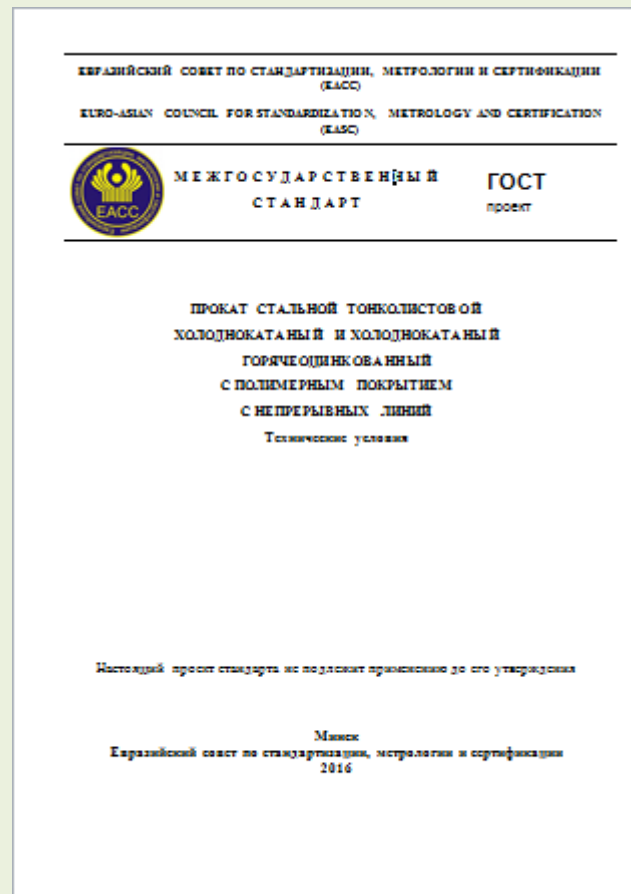 ЕВРАЗИЙСКИЙ СОВЕТ ПО СТАНДАРТИЗАЦИИ, МЕТРОЛОГИИ И СЕРТИФИКАЦИИ
(ЕАСС)
EURO-ASIAN COUNCIL FOR STANDARDIZATION, METROLOGY AND CERTIFICATION
(EASC)
ЕАСС
МЕЖГОСУДАРСТВЕННЫЙ
СТАНДАРТ
ГОСТ
проект
ПРОКАТ СТАЛЬНОЙ ТОНКОЛИСТОВОЙ
ХОЛОДНОКАТАНЫЙ И ХОЛОДНОКАТАНЫЙ
ГОРЯЧЕОЦИНКОВАННЫЙ
С ПОЛИМЕРНЫМ ПОКРЫТИЕМ
С НЕПРЕРЫВНЫХ ЛИНИЙ
Технические условия
Настоящий проект стандарта не подлежит применению до его утверждения
Минск
Евразийский совет по стандартизации, метрологии и сертификации
2016